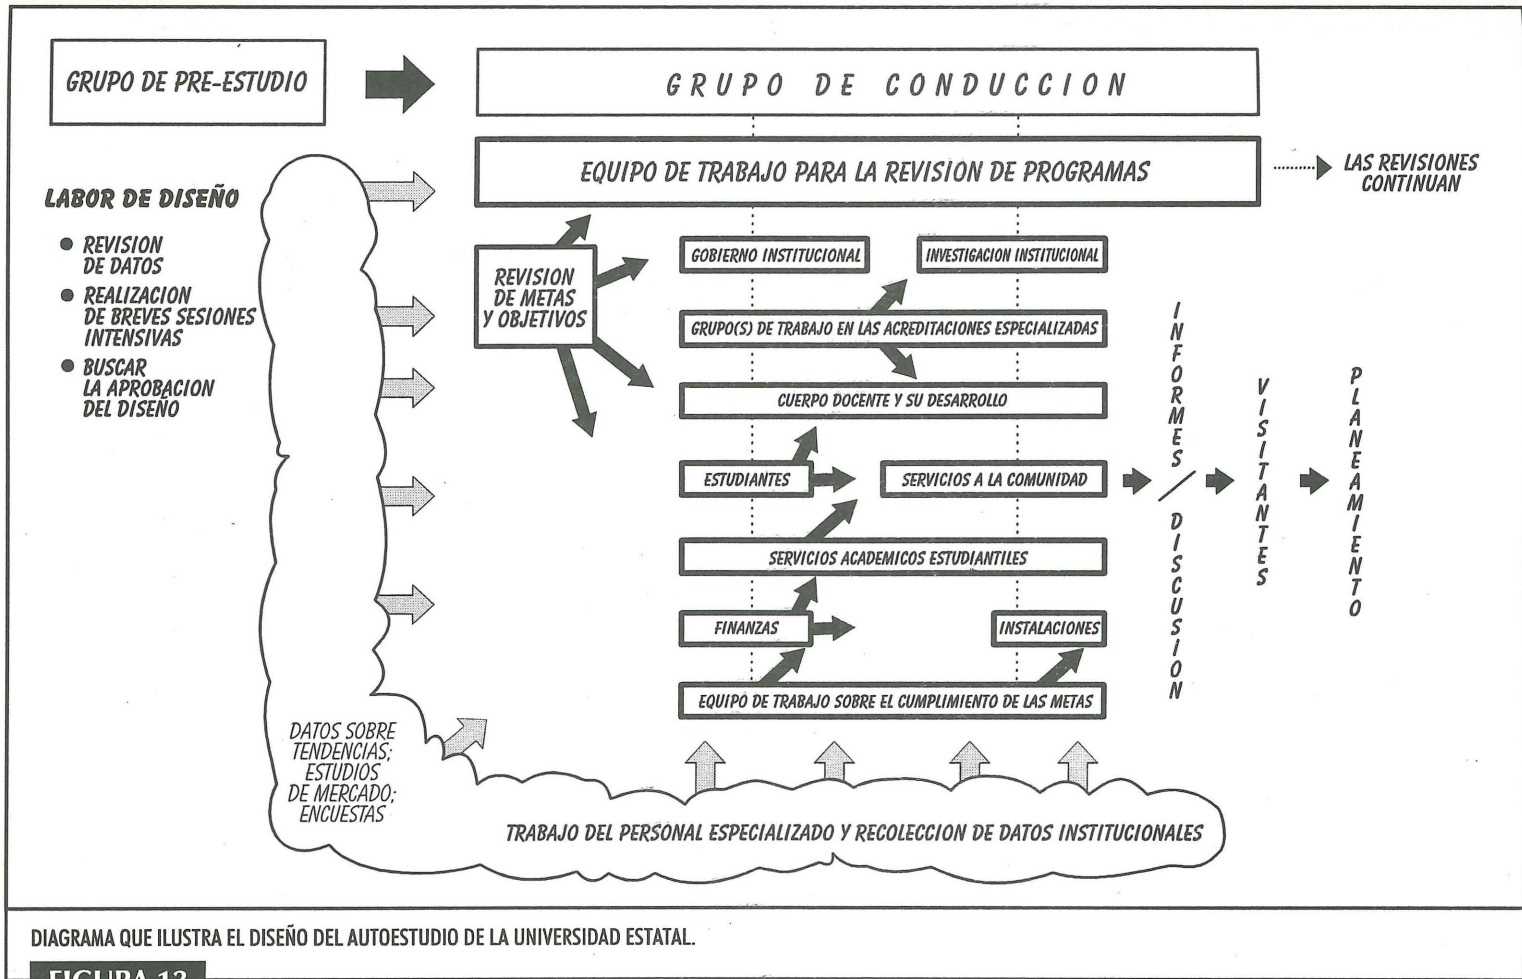 GRUPO DE PRE-ESTUDIO
GRUPO DE CONDUCCION
EQUIPO DE TRABAJO PARA LA REVISION DE PROGRAMAS
LAS REVISIONES
CONTINUAN
LABOR DE DISEÑO
● REVISION
DE DATOS
● REALIZACION
DE BREVES SESIONES
INTENSIVAS
● BUSCAR
LA APROBACION
DEL DISEÑO
REVISION
DE METAS
Y OBJETIVOS
GOBIERNO INSTITUCIONAL
INVESTIGACION INSTITUCIONAL
GRUPO(S) DE TRABAJO EN LAS ACREDITACIONES ESPECIALIZADAS
CUERPO DOCENTE Y SU DESARROLLO
ESTUDIANTES
SERVICIOS A LA COMUNIDAD
SERVICIOS ACADEMICOS ESTUDIANTILES
FINANZAS
INSTALACIONES
EQUIPO DE TRABAJO SOBRE EL CUMPLIMIENTO DE LAS METAS
INFORMES / DISCUSION
VISITANTES
PLANEAMIENTO
DATOS SOBRE
TENDENCIAS;
ESTUDIOS
DE MERCADO;
ENCUESTAS
TRABAJO DEL PERSONAL ESPECIALIZADO Y RECOLECCION DE DATOS INSTITUCIONALES
DIAGRAMA QUE ILUSTRA EL DISEÑO DEL AUTOESTUDIO DE LA UNIVERSIDAD ESTATAL.
FIGURA 13